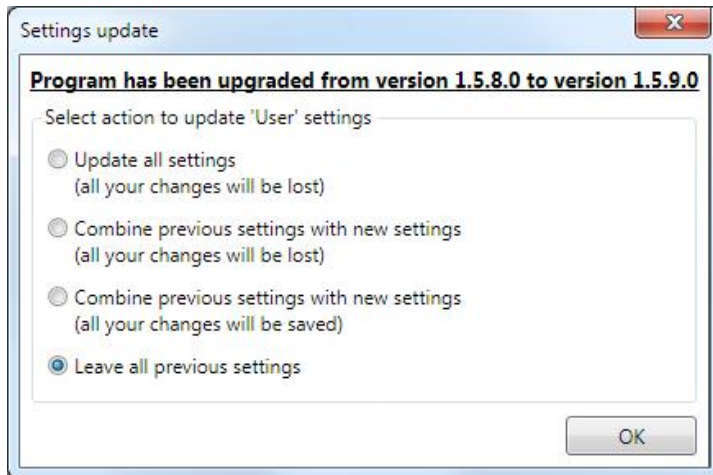 Settings update
Program has been upgraded from version 1.5.8.0 to version 1.5.9.0
Select action to update 'User' settings
Update all settings
(all your changes will be lost)
Combine previous settings with new settings
(all your changes will be lost)
Combine previous settings with new settings
(all your changes will be saved)
Leave all previous settings
OK